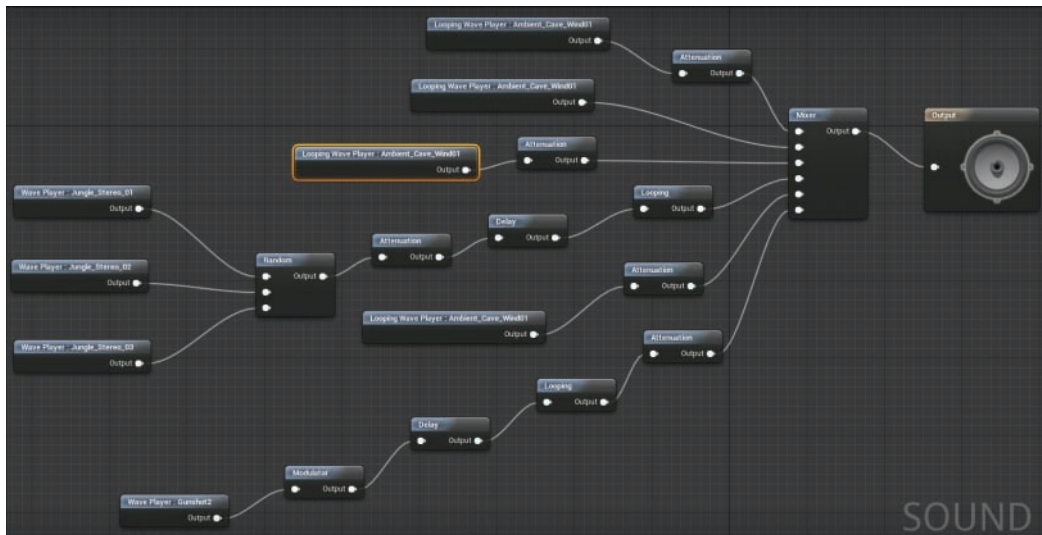 Looping Wave Player : Ambient_Cave_Wind01
Output
Attenuation
Output
Looping Wave Player : Ambient_Cave_Wind01
Output
Mixer
Output
Output
Looping Wave Player : Ambient_Cave_Wind01
Output
Attenuation
Output
Wave Player : Jungle_Stereo_01
Output
Looping
Output
Delay
Output
Attenuation
Output
Random
Output
Wave Player : Jungle_Stereo_02
Output
Attenuation
Output
Looping Wave Player : Ambient_Cave_Wind01
Output
Wave Player : Jungle_Stereo_03
Output
Attenuation
Output
Looping
Output
Delay
Output
Modulator
Output
Wave Player : Gunshot2
Output
SOUND